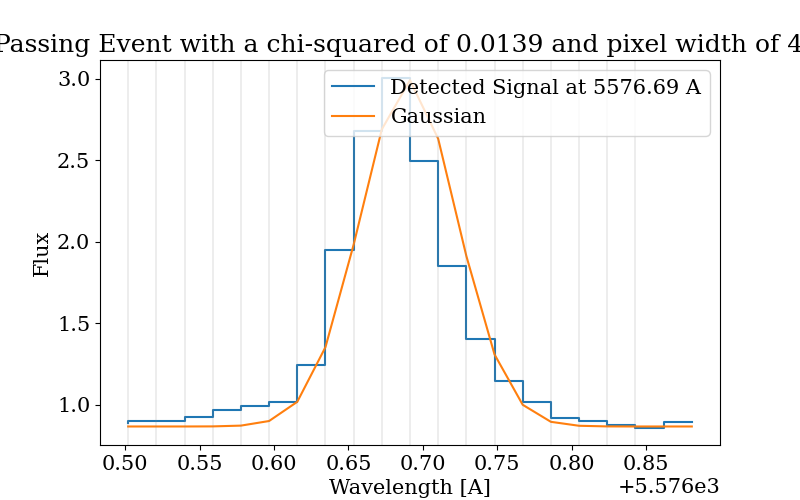 Passing Event with a chi-squared of 0.0139 and pixel width of 4
Detected Signal at 5576.69 A
Gaussian
3.0
2.5
2.0
1.5
1.0
Flux
0.50 0.55 0.60 0.65 0.70 0.75 0.80 0.85
+5.576e3
Wavelength [A]